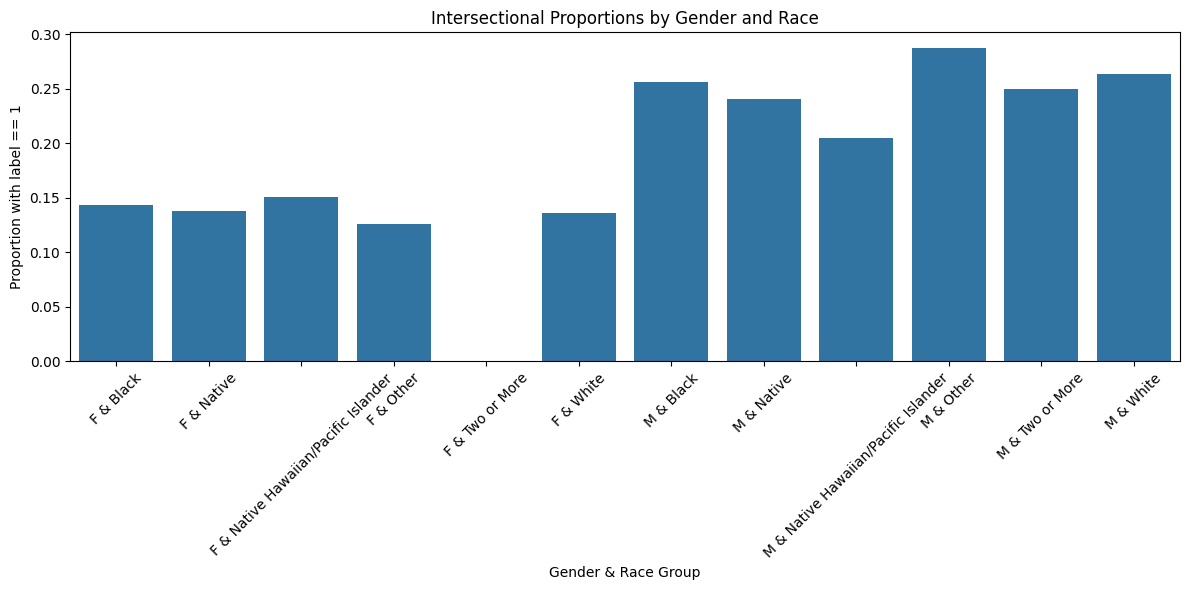 Intersectional Proportions by Gender and Race
Proportion with label == 1
0.30
0.25
0.20
0.15
0.10
0.05
0.00
F & Black
F & Native
F & Native Hawaiian/Pacific Islander
F & Other
F & Two or More
F & White
M & Black
M & Native
M & Native Hawaiian/Pacific Islander
M & Other
M & Two or More
M & White
Gender & Race Group